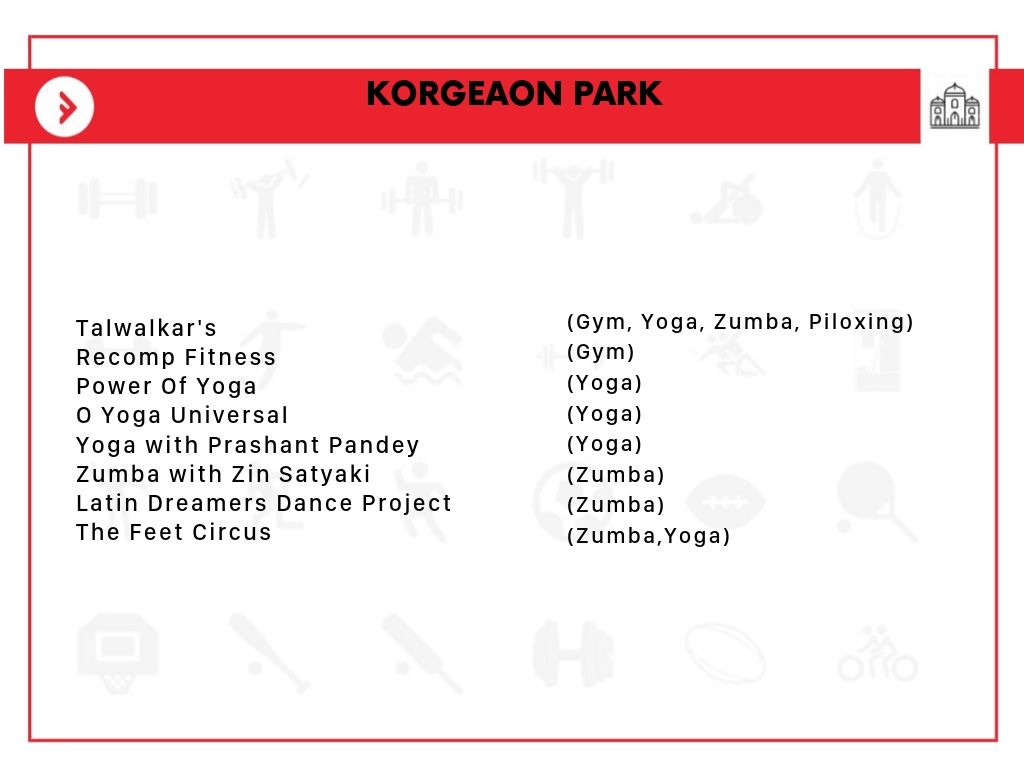 KORGEAON PARK
Talwalkar's (Gym, Yoga, Zumba, Piloxing)
Recomp Fitness (Gym)
Power Of Yoga (Yoga)
O Yoga Universal (Yoga)
Yoga with Prashant Pandey (Yoga)
Zumba with Zin Satyaki (Zumba)
Latin Dreamers Dance Project (Zumba)
The Feet Circus (Zumba,Yoga)